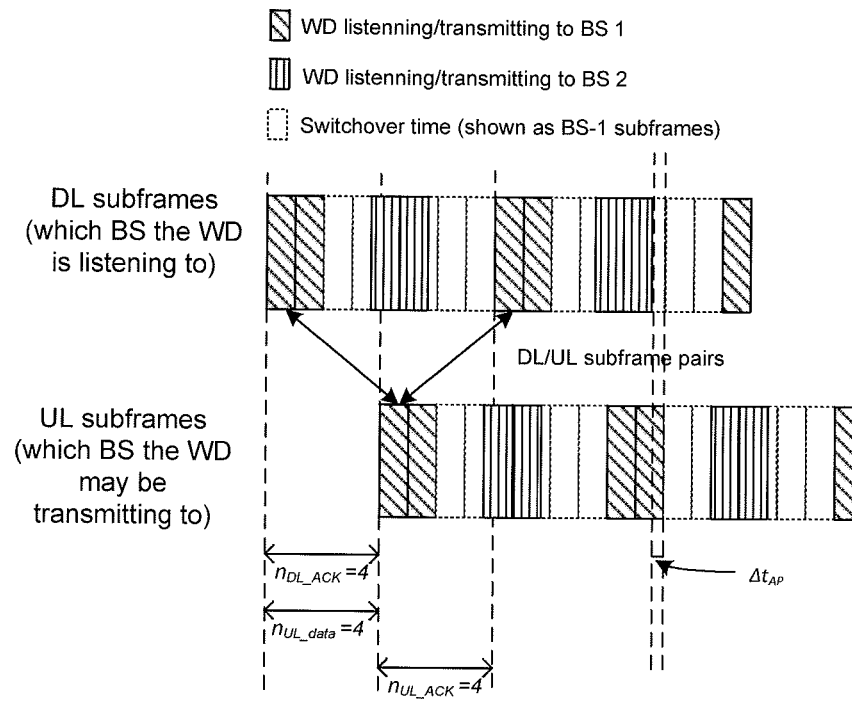 WD listenning/transmitting to BS 1
WD listenning/transmitting to BS 2
Switchover time (shown as BS-1 subframes)
DL subframes
(which BS the WD
is listening to)
DL/UL subframe pairs
UL subframes
(which BS the WD
may be
transmitting to)
n_DL_ACK =4
Δt_AP
n_UL_data =4
n_UL_ACK =4